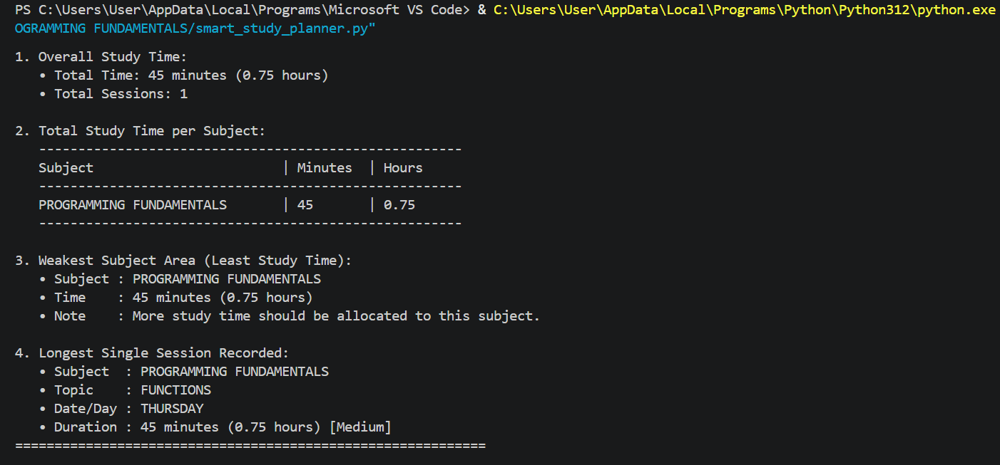 PS C:\Users\User\AppData\Local\Programs\Microsoft VS Code> & C:\Users\User\AppData\Local\Programs\Python\Python312\python.exe
OGRAMMING FUNDAMENTALS/smart_study_planner.py"
1. Overall Study Time:
   • Total Time: 45 minutes (0.75 hours)
   • Total Sessions: 1
2. Total Study Time per Subject:
   ------------------------------------------------------
   Subject                        | Minutes  | Hours
   ------------------------------------------------------
   PROGRAMMING FUNDAMENTALS       | 45       | 0.75
   ------------------------------------------------------
3. Weakest Subject Area (Least Study Time):
   • Subject : PROGRAMMING FUNDAMENTALS
   • Time    : 45 minutes (0.75 hours)
   • Note    : More study time should be allocated to this subject.
4. Longest Single Session Recorded:
   • Subject  : PROGRAMMING FUNDAMENTALS
   • Topic    : FUNCTIONS
   • Date/Day : THURSDAY
   • Duration : 45 minutes (0.75 hours) [Medium]
============================================================